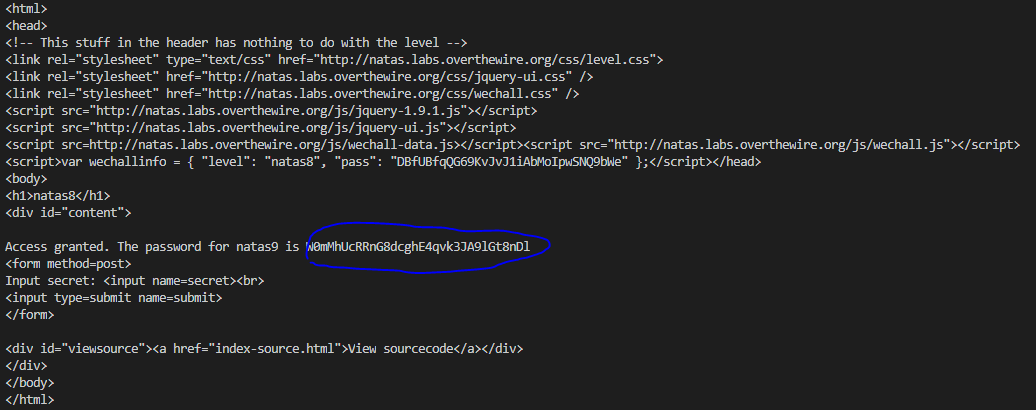 <html>
<head>
<!-- This stuff in the header has nothing to do with the level -->
<link rel="stylesheet" type="text/css" href="http://natas.labs.overthewire.org/css/level.css">
<link rel="stylesheet" href="http://natas.labs.overthewire.org/css/jquery-ui.css" />
<link rel="stylesheet" href="http://natas.labs.overthewire.org/css/wechall.css" />
<script src="http://natas.labs.overthewire.org/js/jquery-1.9.1.js"></script>
<script src="http://natas.labs.overthewire.org/js/jquery-ui.js"></script>
<script src=http://natas.labs.overthewire.org/js/wechall-data.js></script><script src="http://natas.labs.overthewire.org/js/wechall.js"></script>
<script>var wechallinfo = { "level": "natas8", "pass": "DBfUBfqQG69KvJvJ1iAbMoIpwSNQ9bWe" };</script></head>
<body>
<h1>natas8</h1>
<div id="content">
Access granted. The password for natas9 is W0mMhUcRRnG8dcghE4qvk3JA9lGt8nDl
<form method=post>
Input secret: <input name=secret><br>
<input type=submit name=submit>
</form>
<div id="viewsource"><a href="index-source.html">View sourcecode</a></div>
</div>
</body>
</html>